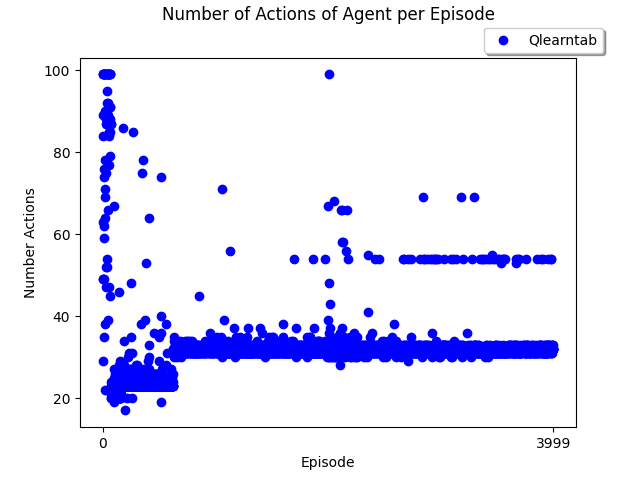 Number of Actions of Agent per Episode
Qlearntab
100
80
60
40
20
Number Actions
0
3999
Episode